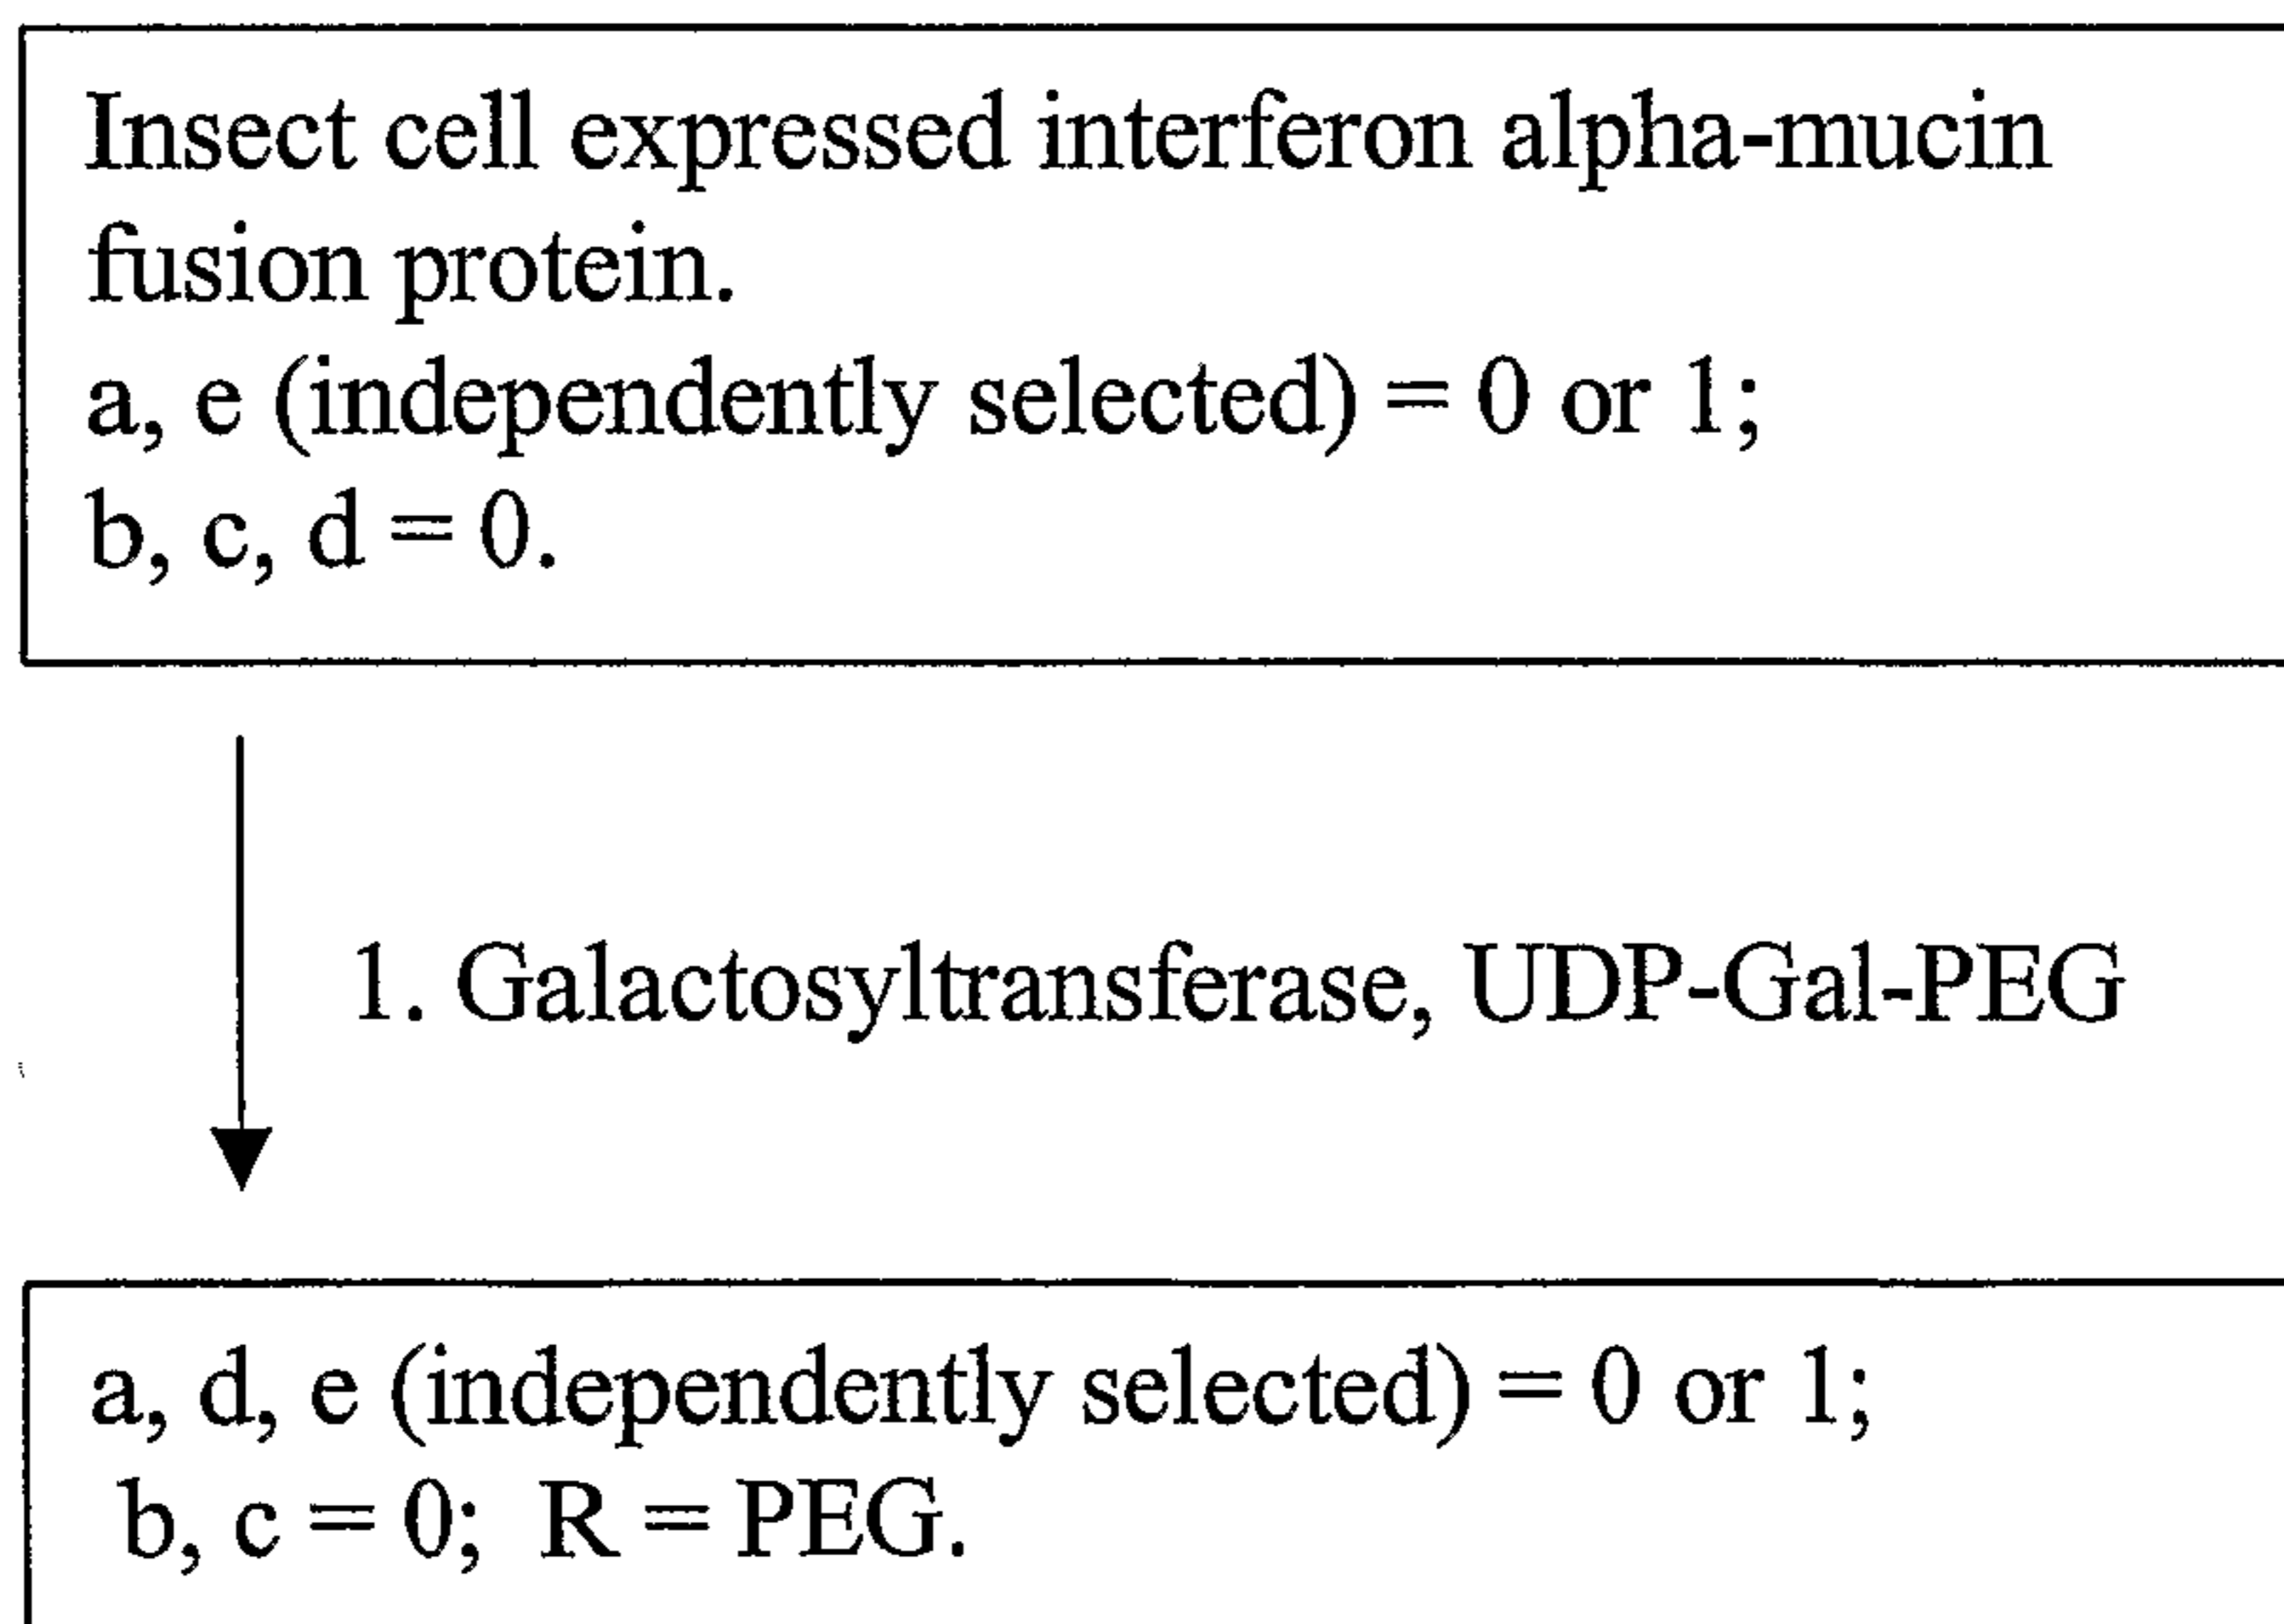 Insect cell expressed interferon alpha-mucin
fusion protein.
a, e (independently selected) = 0 or 1;
b, c, d = 0.
1. Galactosyltransferase, UDP-Gal-PEG
a, d, e (independently selected) = 0 or 1;
b, c = 0; R = PEG.